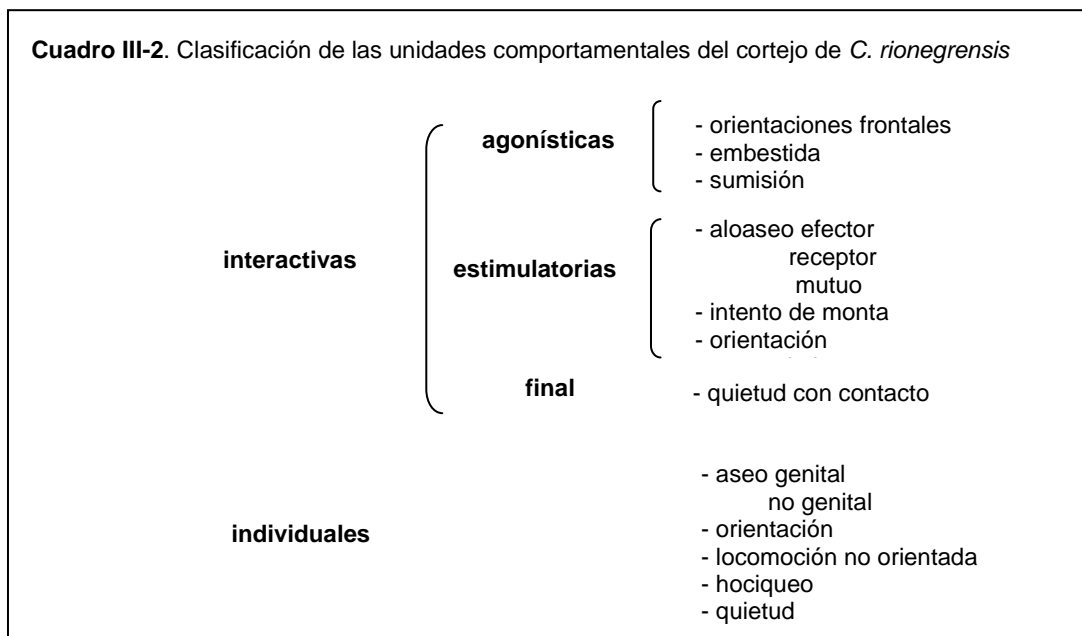 Cuadro III-2. Clasificación de las unidades comportamentales del cortejo de C. rionegrensis
agonísticas
- orientaciones frontales
- embestida
- sumisión
interactivas
estimulatorias
- aloaseo efector
receptor
mutuo
- intento de monta
- orientación
final
- quietud con contacto
individuales
- aseo genital
no genital
- orientación
- locomoción no orientada
- hociqueo
- quietud